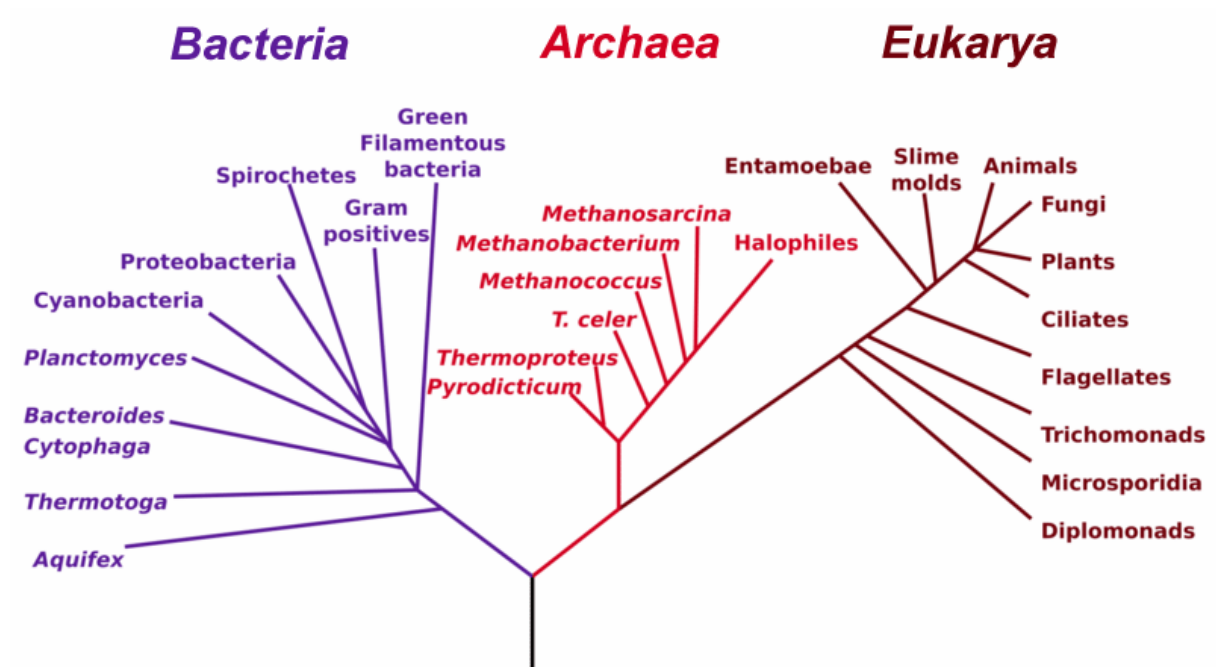 Bacteria
Archaea
Eukarya
Green
Filamentous
bacteria
Spirochetes
Gram
positives
Proteobacteria
Cyanobacteria
Planctomyces
Bacteroides
Cytophaga
Thermotoga
Aquifex
Methanosarcina
Methanobacterium
Halophiles
Methanococcus
T. celer
Thermoproteus
Pyrodicticum
Entamoebae
Slime
molds
Animals
Fungi
Plants
Ciliates
Flagellates
Trichomonads
Microsporidia
Diplomonads